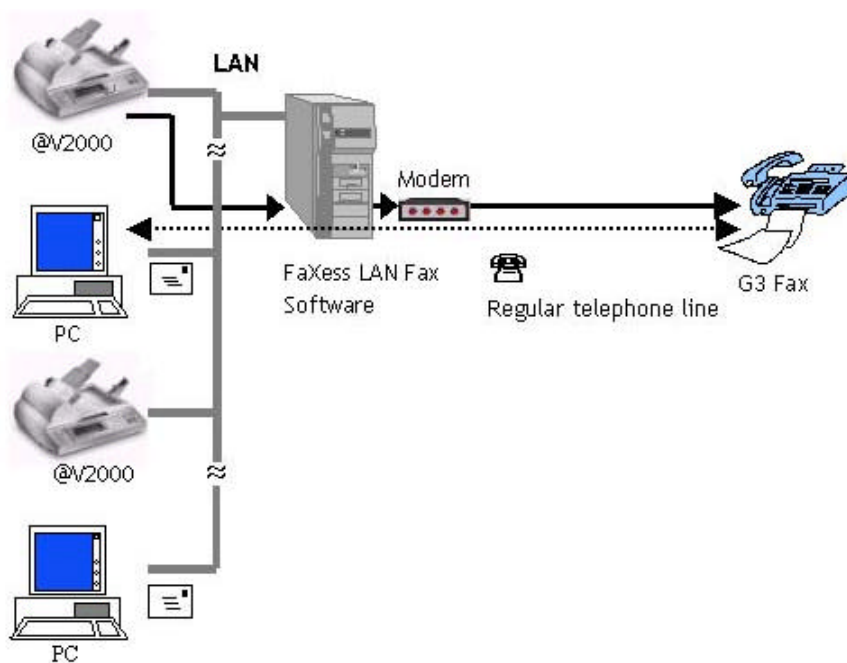 LAN
@V2000
Modem
FaXess LAN Fax
Software
Regular telephone line
G3 Fax
PC
@V2000
PC